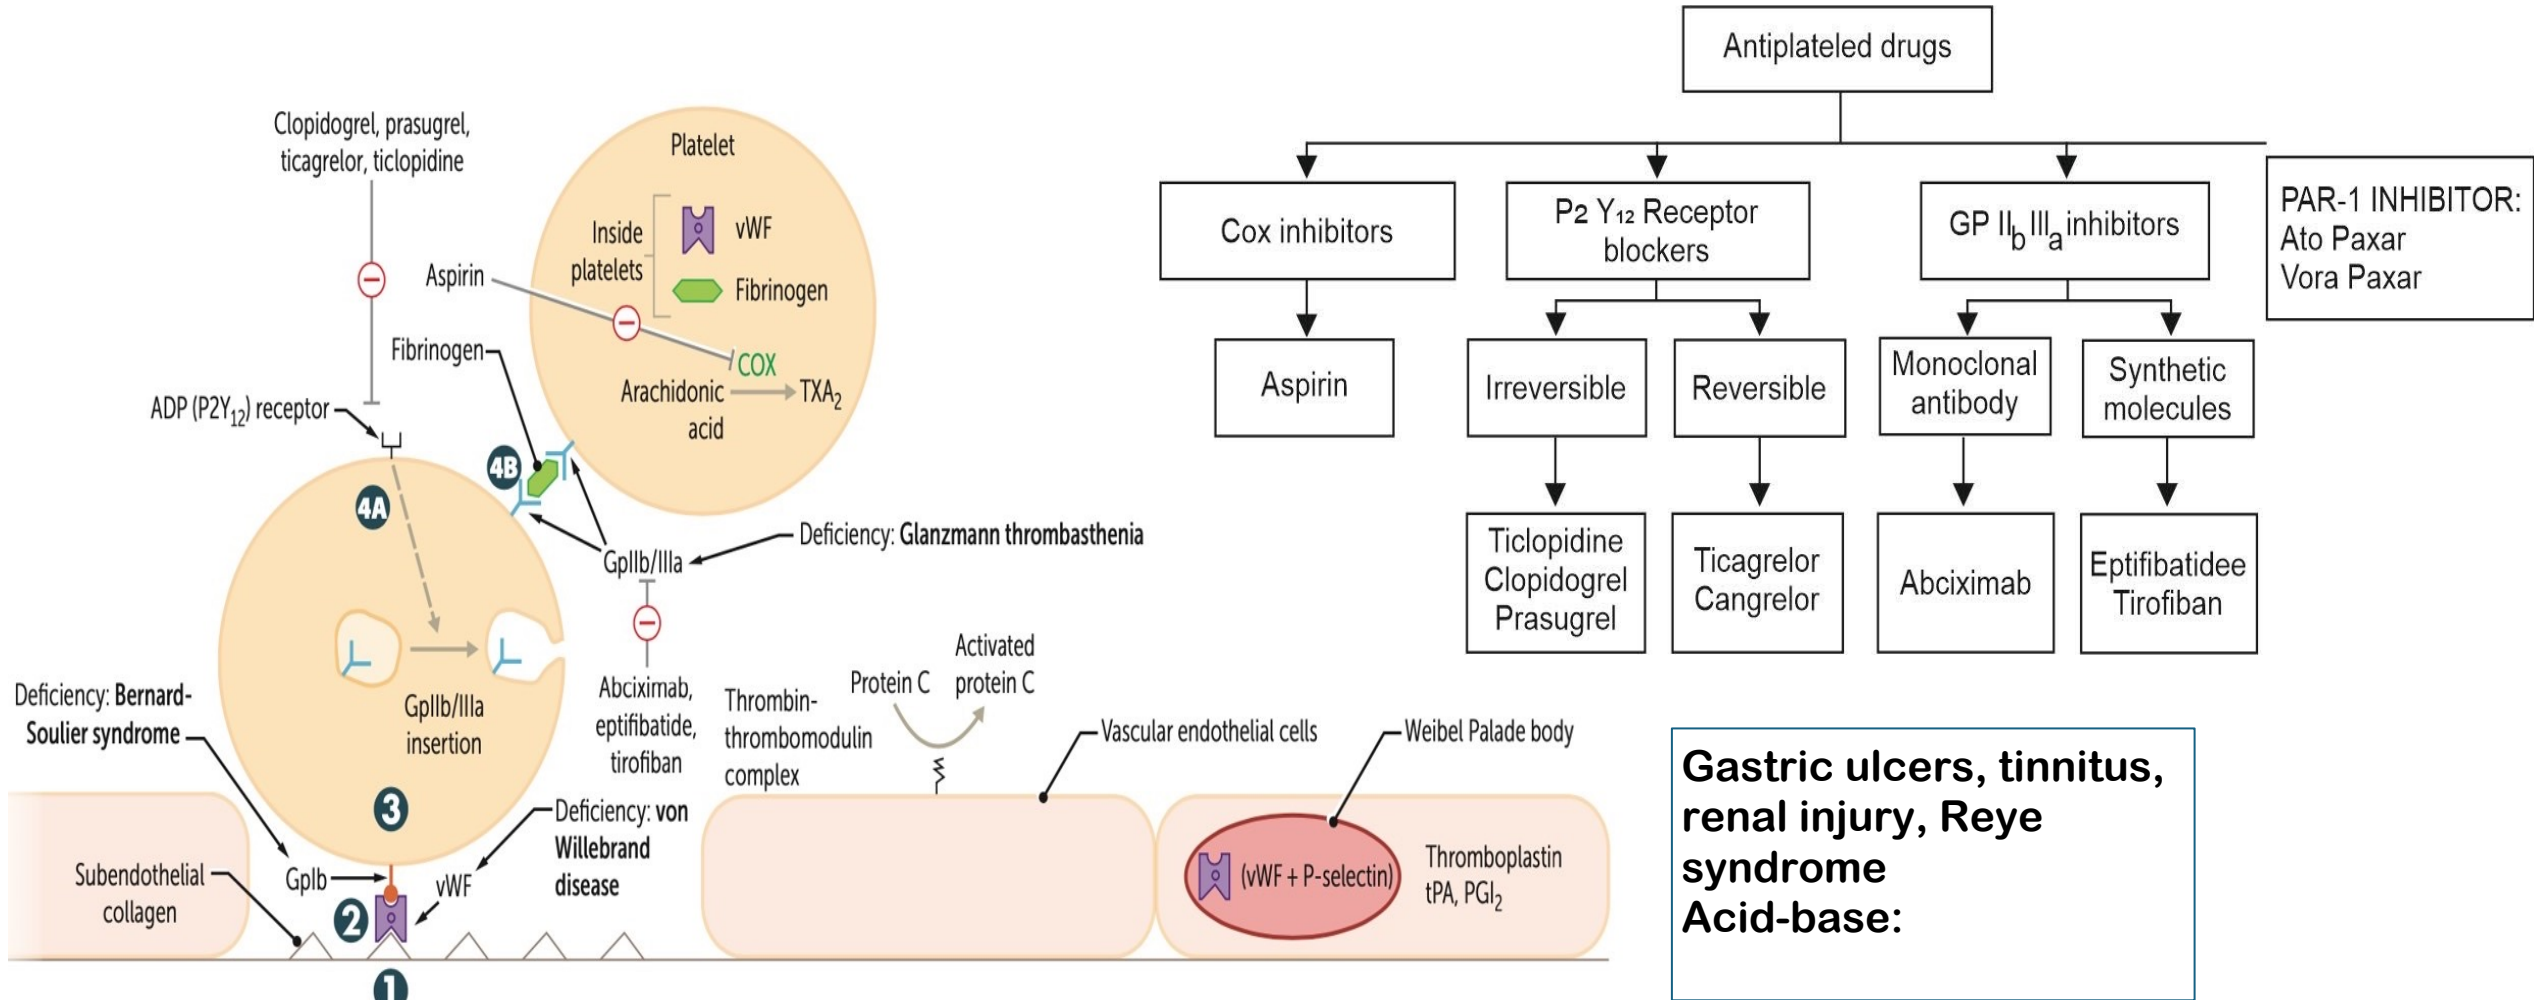 Clopidogrel, prasugrel,
ticagrelor, ticlopidine
Platelet
Inside
platelets
vWF
Fibrinogen
Aspirin
COX
Arachidonic
acid
TXA2
Fibrinogen
ADP (P2Y12) receptor
4B
4A
Deficiency: Glanzmann thrombasthenia
GpIIb/IIIa
GpIIb/IIIa
insertion
Abciximab,
eptifibatide,
tirofiban
Deficiency: Bernard-
Soulier syndrome
3
Deficiency: von
Willebrand
disease
Subendothelial
collagen
GpIb
vWF
2
1
Thrombin-
thrombomodulin
complex
Protein C
Activated
protein C
Vascular endothelial cells
Weibel Palade body
(vWF + P-selectin)
Thromboplastin
tPA, PGI2
Antiplateled drugs
Cox inhibitors
P2 Y12 Receptor
blockers
GP IIbIIIa inhibitors
PAR-1 INHIBITOR:
Ato Paxar
Vora Paxar
Aspirin
Irreversible
Reversible
Monoclonal
antibody
Synthetic
molecules
Ticlopidine
Clopidogrel
Prasugrel
Ticagrelor
Cangrelor
Abciximab
Eptifibatidee
Tirofiban
Gastric ulcers, tinnitus,
renal injury, Reye
syndrome
Acid-base: